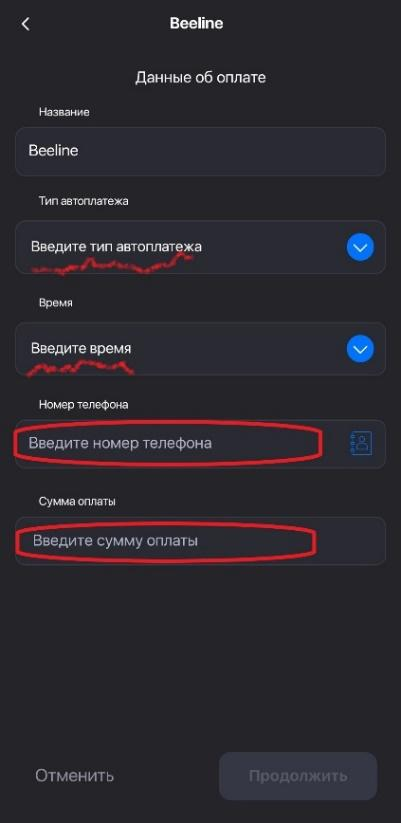 Beeline
Данные об оплате
Название
Beeline
Тип автоплатежа
Введите тип автоплатежа
Время
Введите время
Номер телефона
Введите номер телефона
Сумма оплаты
Введите сумму оплаты
Отменить
Продолжить